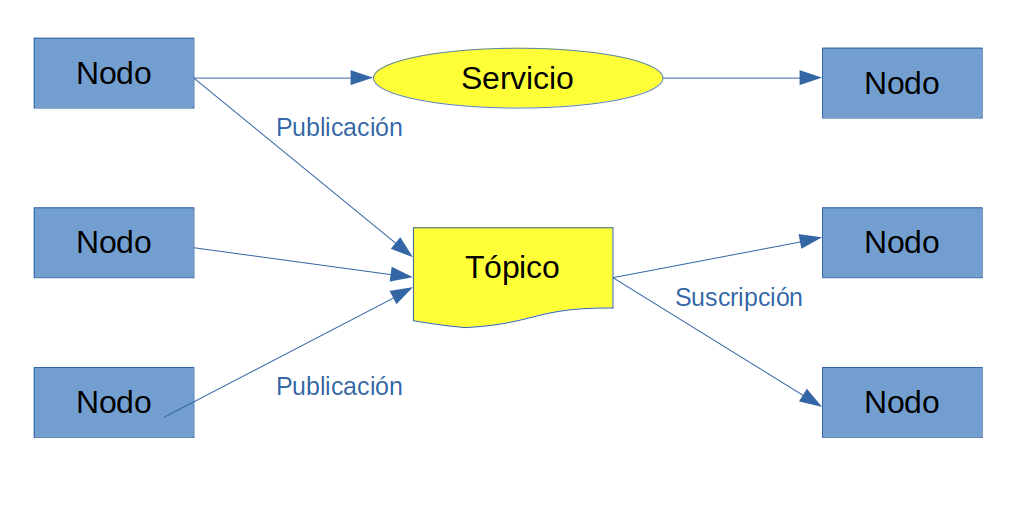 Nodo
Servicio
Nodo
Publicación
Nodo
Tópico
Nodo
Suscripción
Nodo
Publicación
Nodo